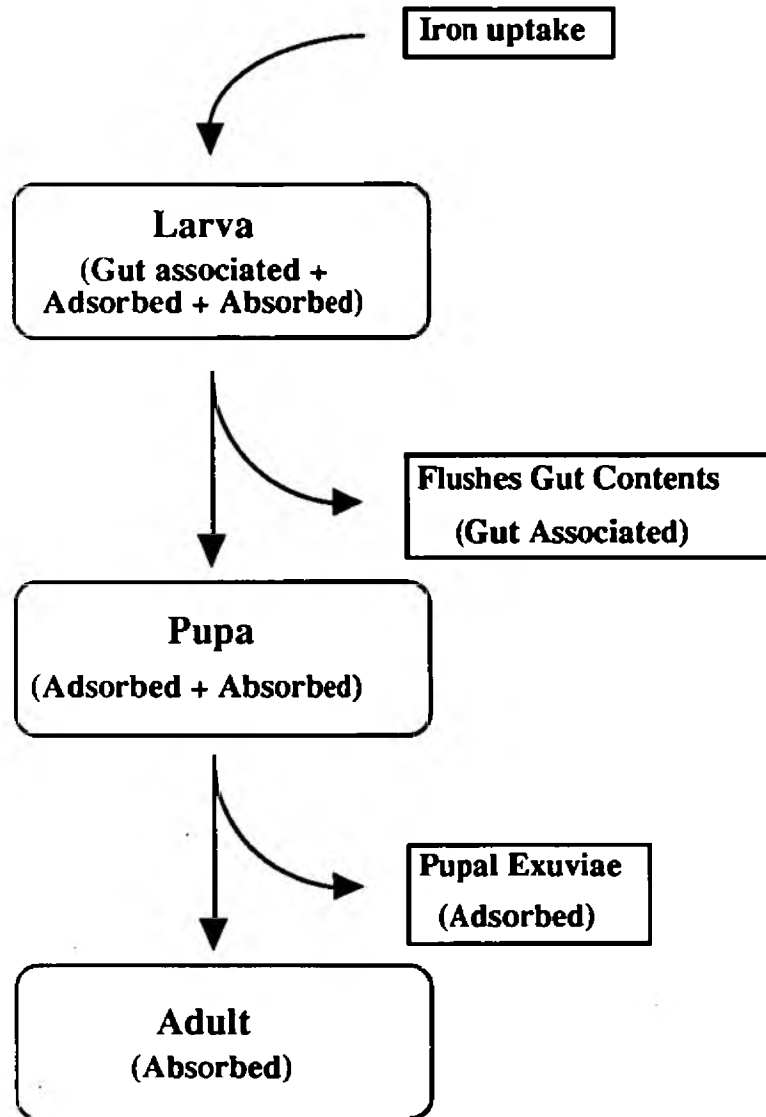 Iron uptake
Larva
(Gut associated +
Adsorbed + Absorbed)
Flushes Gut Contents
(Gut Associated)
Pupa
(Adsorbed + Absorbed)
Pupal Exuviae
(Adsorbed)
Adult
(Absorbed)